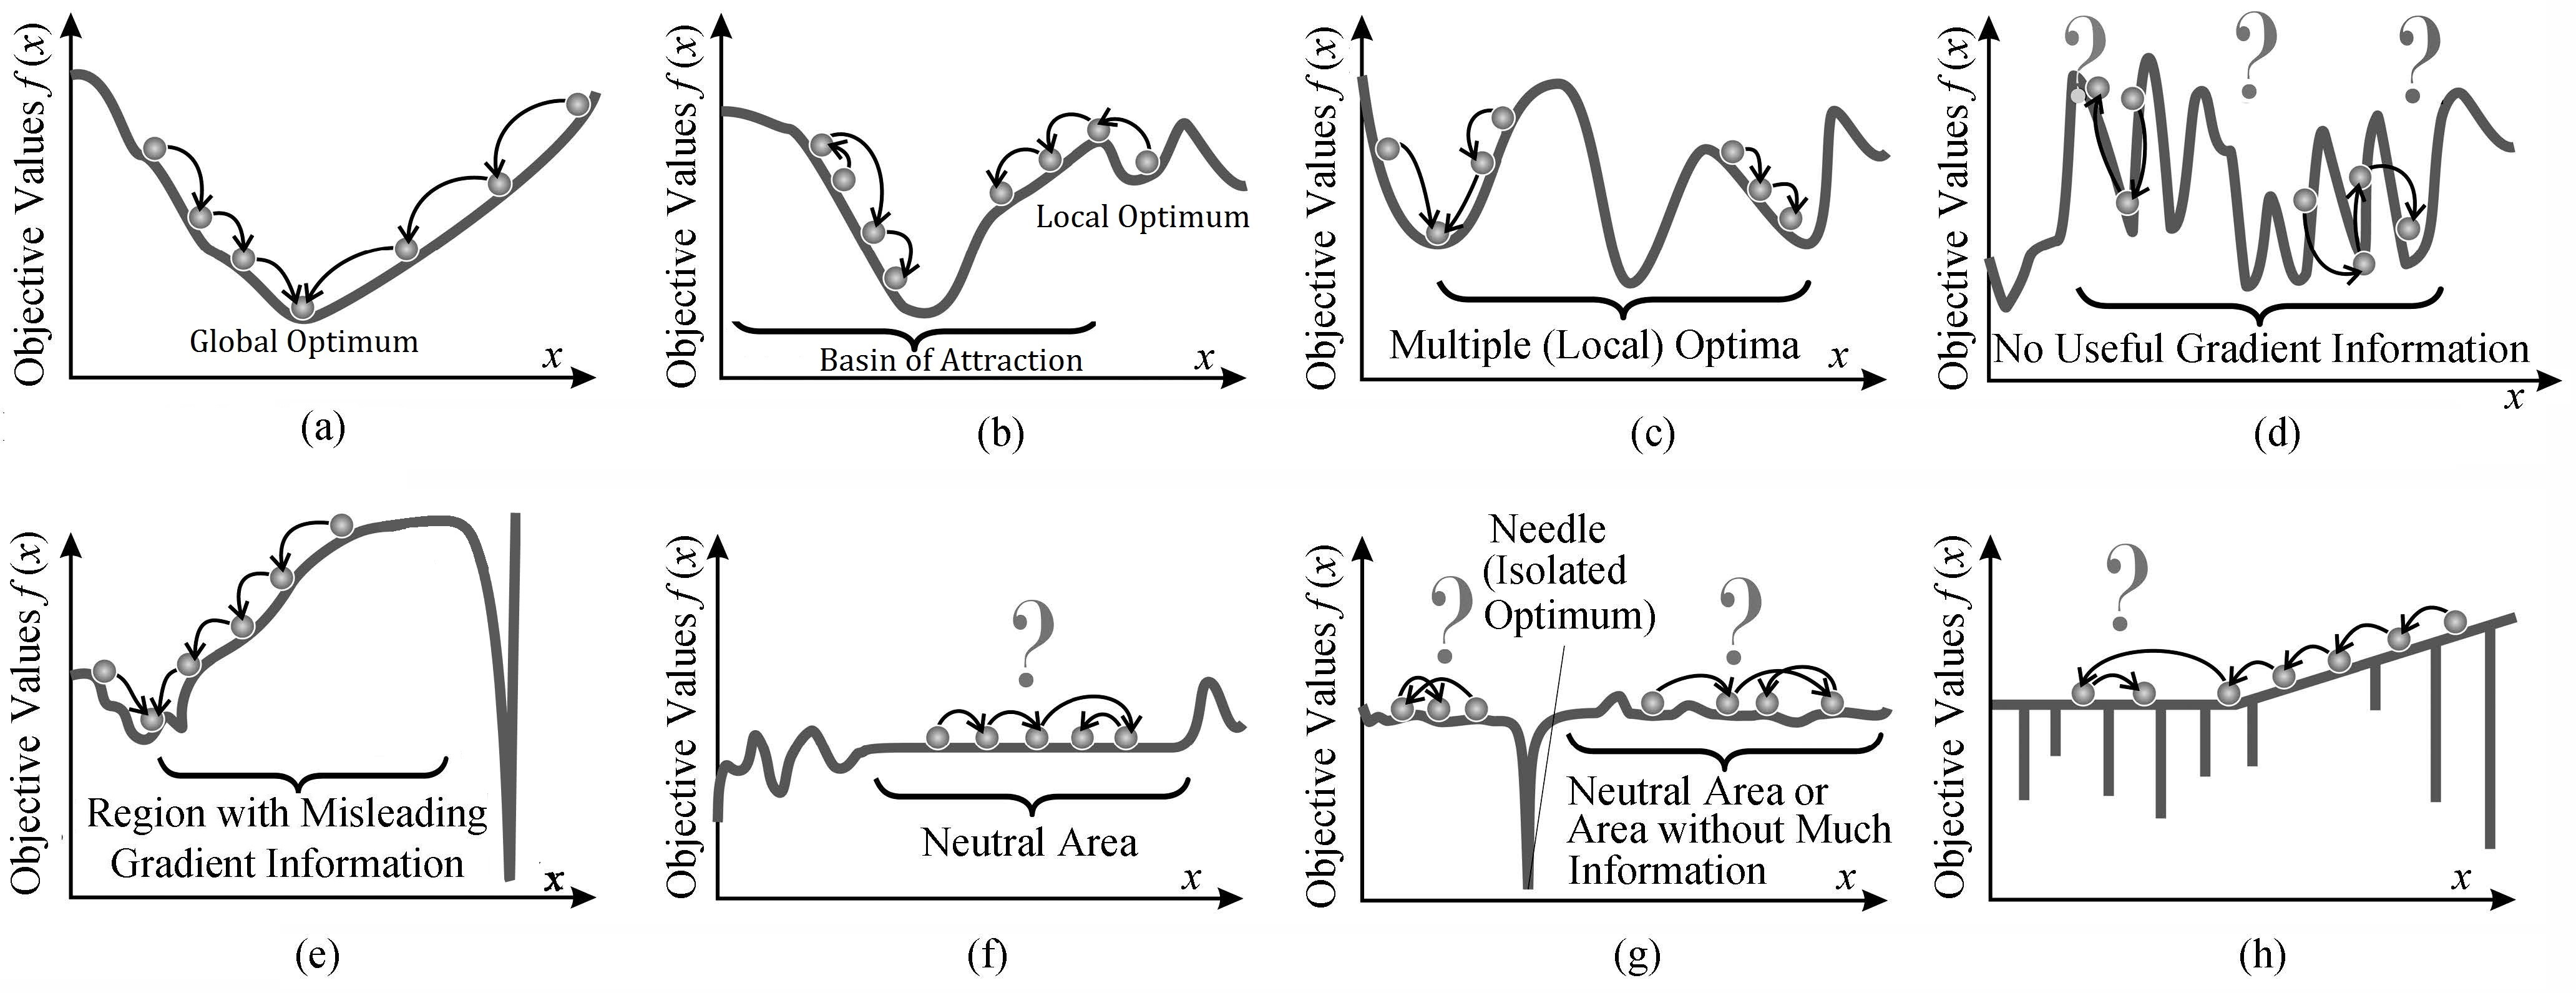 Objective Values f (x)
Global Optimum
x
(a)
Objective Values f (x)
Local Optimum
Basin of Attraction
x
(b)
Objective Values f (x)
Multiple (Local) Optima
x
(c)
Objective Values f (x)
? ? ?
No Useful Gradient Information
x
(d)
Objective Values f (x)
Region with Misleading
Gradient Information
x
(e)
Objective Values f (x)
?
Neutral Area
x
(f)
Objective Values f (x)
? ?
Needle
(Isolated
Optimum)
Neutral Area or
Area without Much
Information
x
(g)
Objective Values f (x)
?
x
(h)